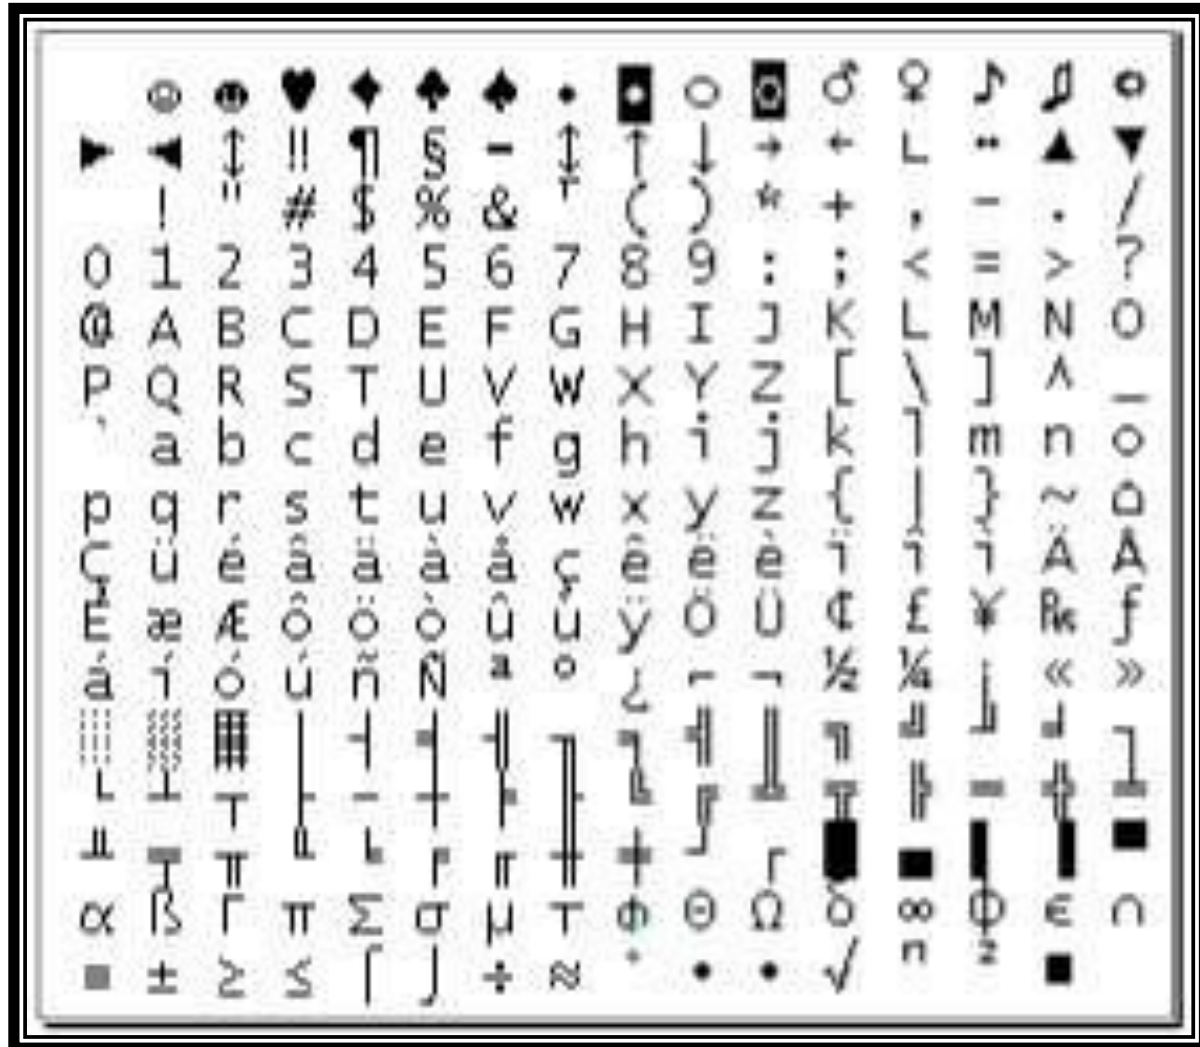 ☺ ☻ ♥ ♦ ♣ ♠ • ◘ ○ ◙ ♂ ♀ ♪ ♫ ☼
► ◄ ↕ ‼ ¶ § ▬ ↨ ↑ ↓ → ← ∟ ↔ ▲ ▼
! " # $ % & ' ( ) * + , - . /
0 1 2 3 4 5 6 7 8 9 : ; < = > ?
@ A B C D E F G H I J K L M N O
P Q R S T U V W X Y Z [ \ ] ^ _
` a b c d e f g h i j k l m n o
p q r s t u v w x y z { | } ~ ⌂
Ç ü é â ä à å ç ê ë è ï î ì Ä Å
É æ Æ ô ö ò û ù ÿ Ö Ü ¢ £ ¥ ₧ ƒ
á í ó ú ñ Ñ ª º ¿ ⌐ ¬ ½ ¼ ¡ « »
░ ▒ ▓ │ ┤ ╡ ╢ ╖ ╕ ╣ ║ ╗ ╝ ╜ ╛ ┐
└ ┴ ┬ ├ ─ ┼ ╞ ╟ ╚ ╔ ╩ ╦ ╠ ═ ╬ ╧
╨ ╤ ╥ ╙ ╘ ╒ ╓ ╫ ╪ ┘ ┌ █ ▄ ▌ ▐ ▀
α ß Γ π Σ σ µ τ Φ Θ Ω δ ∞ φ ε ∩
≡ ± ≥ ≤ ⌠ ⌡ ÷ ≈ ° ∙ · √ ⁿ ² ■